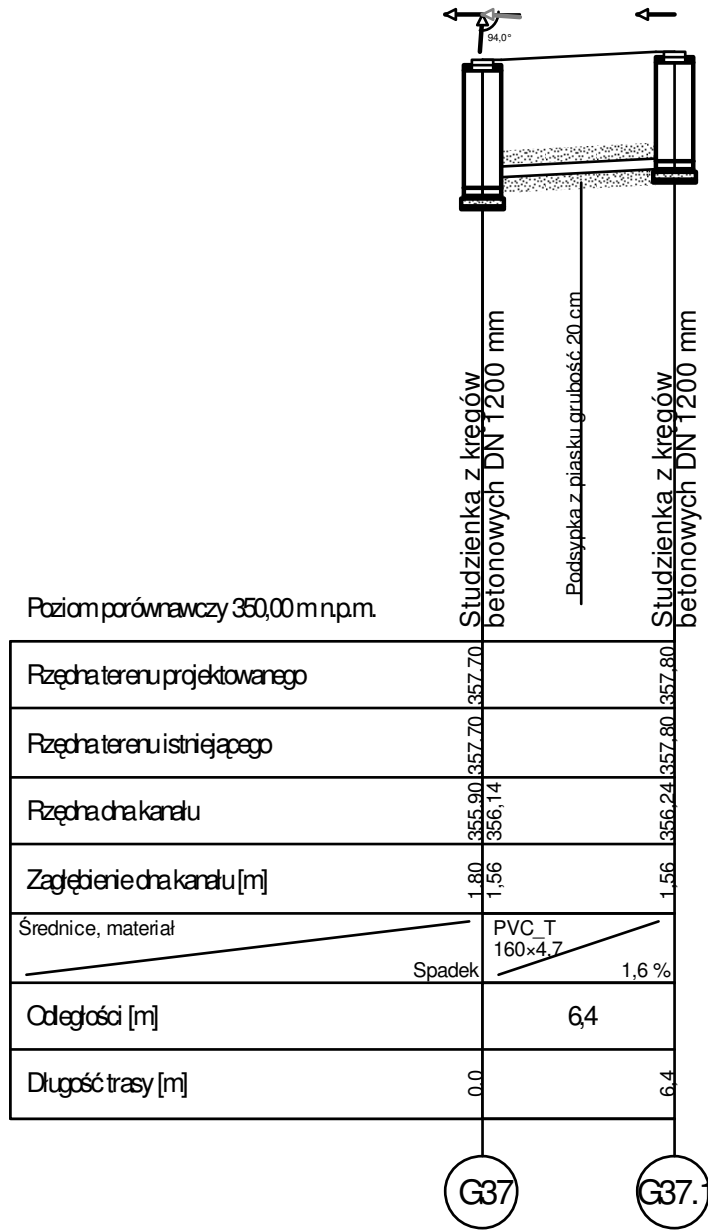 94,0°
Studzienka z kręgów
betonowych DN 1200 mm
Podsypka z piasku grubość 20 cm
Studzienka z kręgów
betonowych DN 1200 mm
Poziom porównawczy 350,00 m n.p.m.
Rzędna terenu projektowanego
357.70
357,80
Rzędna terenu istniejącego
357.70
357,80
Rzędna dna kanału
355.90
356,14
356,24
Zagłębienie dna kanału [m]
1.80
1,56
1,56
Średnice, materiał
Spadek
PVC_T
160×4,7
1,6 %
Odległości [m]
6,4
Długość trasy [m]
0.0
6,4
G37
G37.1